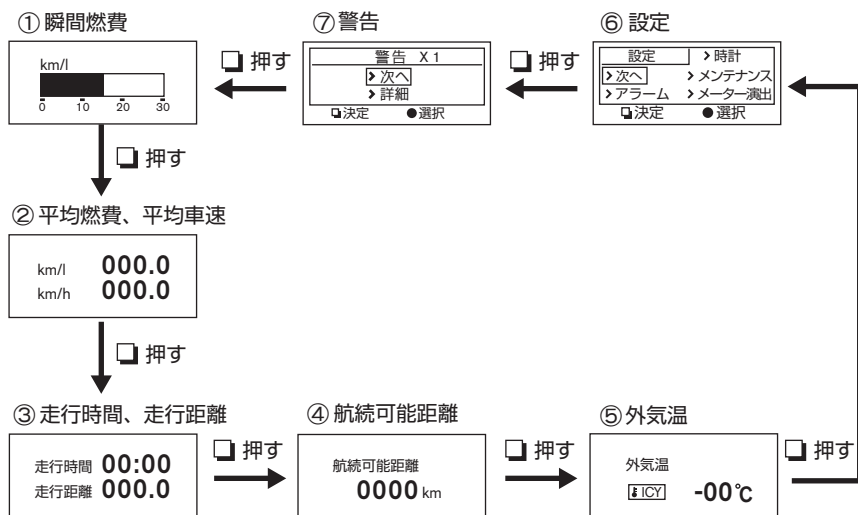 ① 瞬間燃費
km/l
0 10 20 30
押す
② 平均燃費、平均車速
km/l 000.0
km/h 000.0
押す
③ 走行時間、走行距離
走行時間 00:00
走行距離 000.0
押す
④ 航続可能距離
航続可能距離
0000 km
押す
⑤ 外気温
外気温
ICY -00℃
押す
⑥ 設定
設定 時計
次へ メンテナンス
アラーム メーター演出
決定 ●選択
押す
⑦ 警告
警告 X 1
次へ
詳細
決定 ●選択
押す